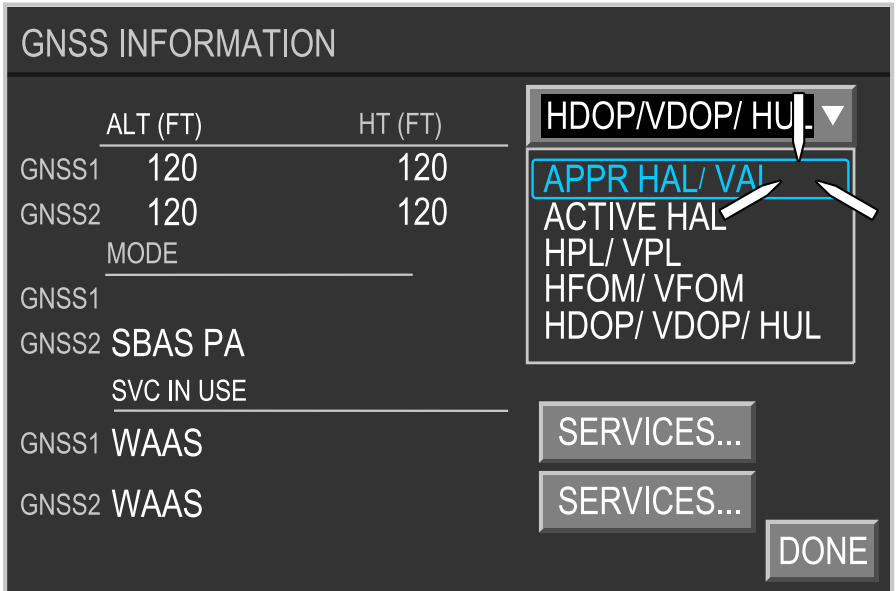 GNSS INFORMATION
ALT (FT) HT (FT) HDOP/VDOP/ HUL
GNSS1 120 120
GNSS2 120 120
MODE
GNSS1
GNSS2 SBAS PA
SVC IN USE
GNSS1 WAAS
GNSS2 WAAS
APPR HAL/ VAL
ACTIVE HAL
HPL/ VPL
HFOM/ VFOM
HDOP/ VDOP/ HUL
SERVICES...
SERVICES...
DONE